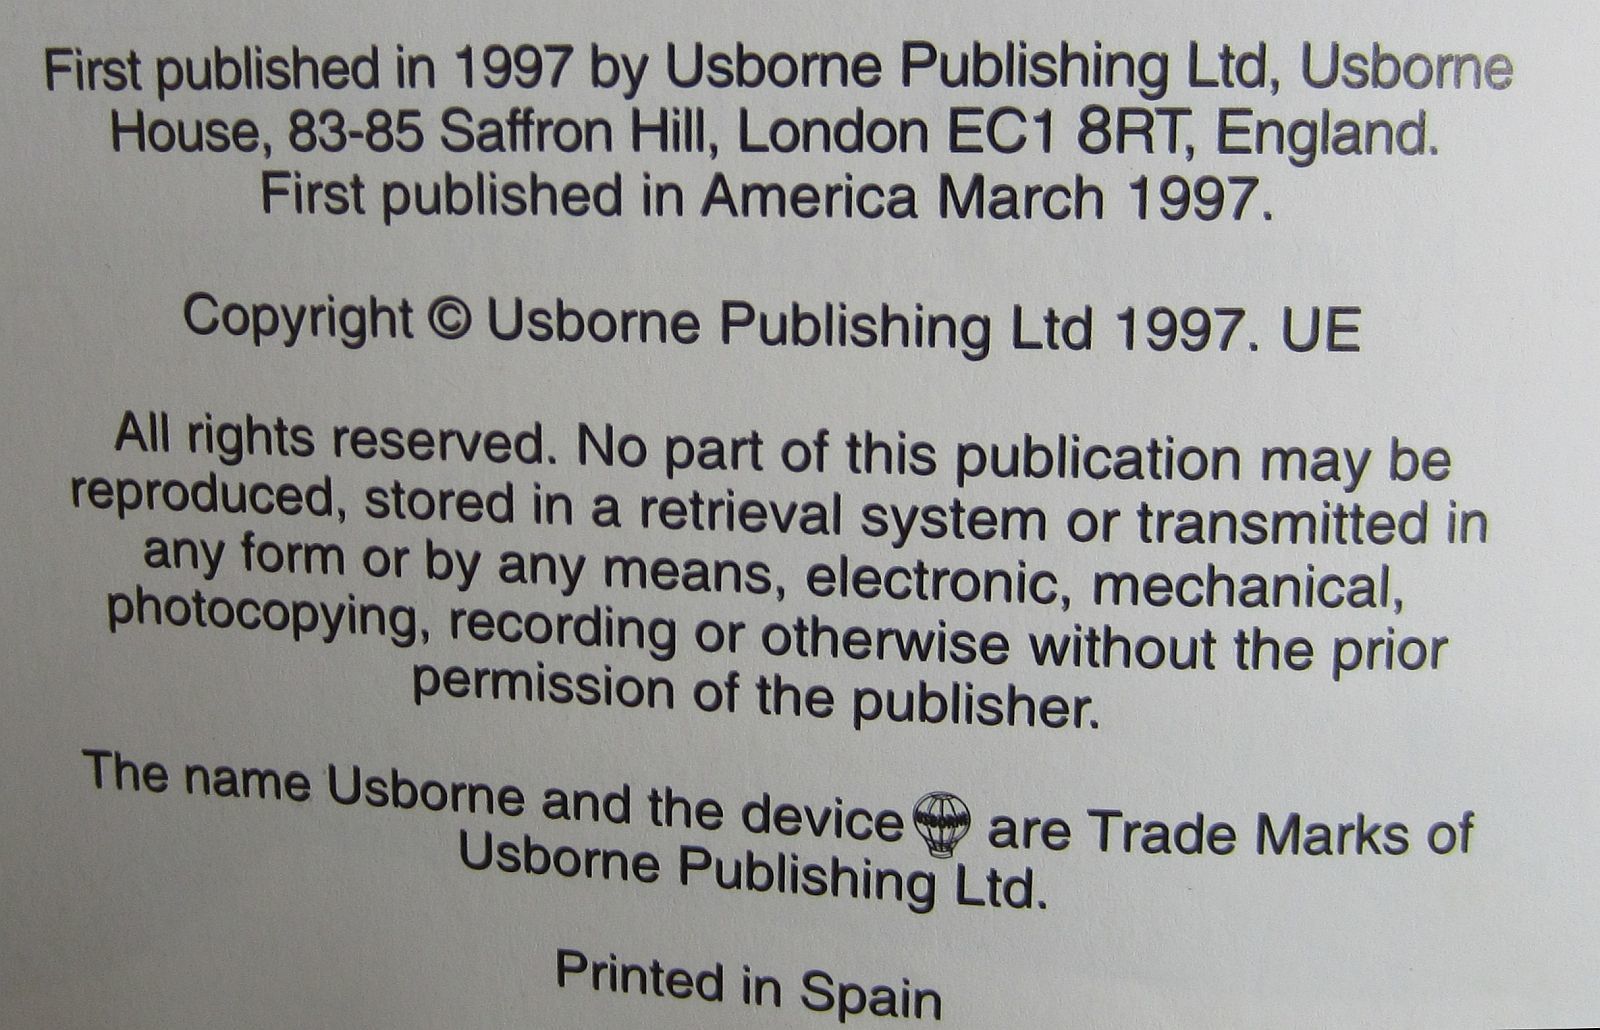 First published in 1997 by Usborne Publishing Ltd, Usborne
House, 83-85 Saffron Hill, London EC1 8RT, England.
First published in America March 1997.
Copyright © Usborne Publishing Ltd 1997. UE
All rights reserved. No part of this publication may be
reproduced, stored in a retrieval system or transmitted in
any form or by any means, electronic, mechanical,
photocopying, recording or otherwise without the prior
permission of the publisher.
The name Usborne and the device USBORNE are Trade Marks of
Usborne Publishing Ltd.
Printed in Spain